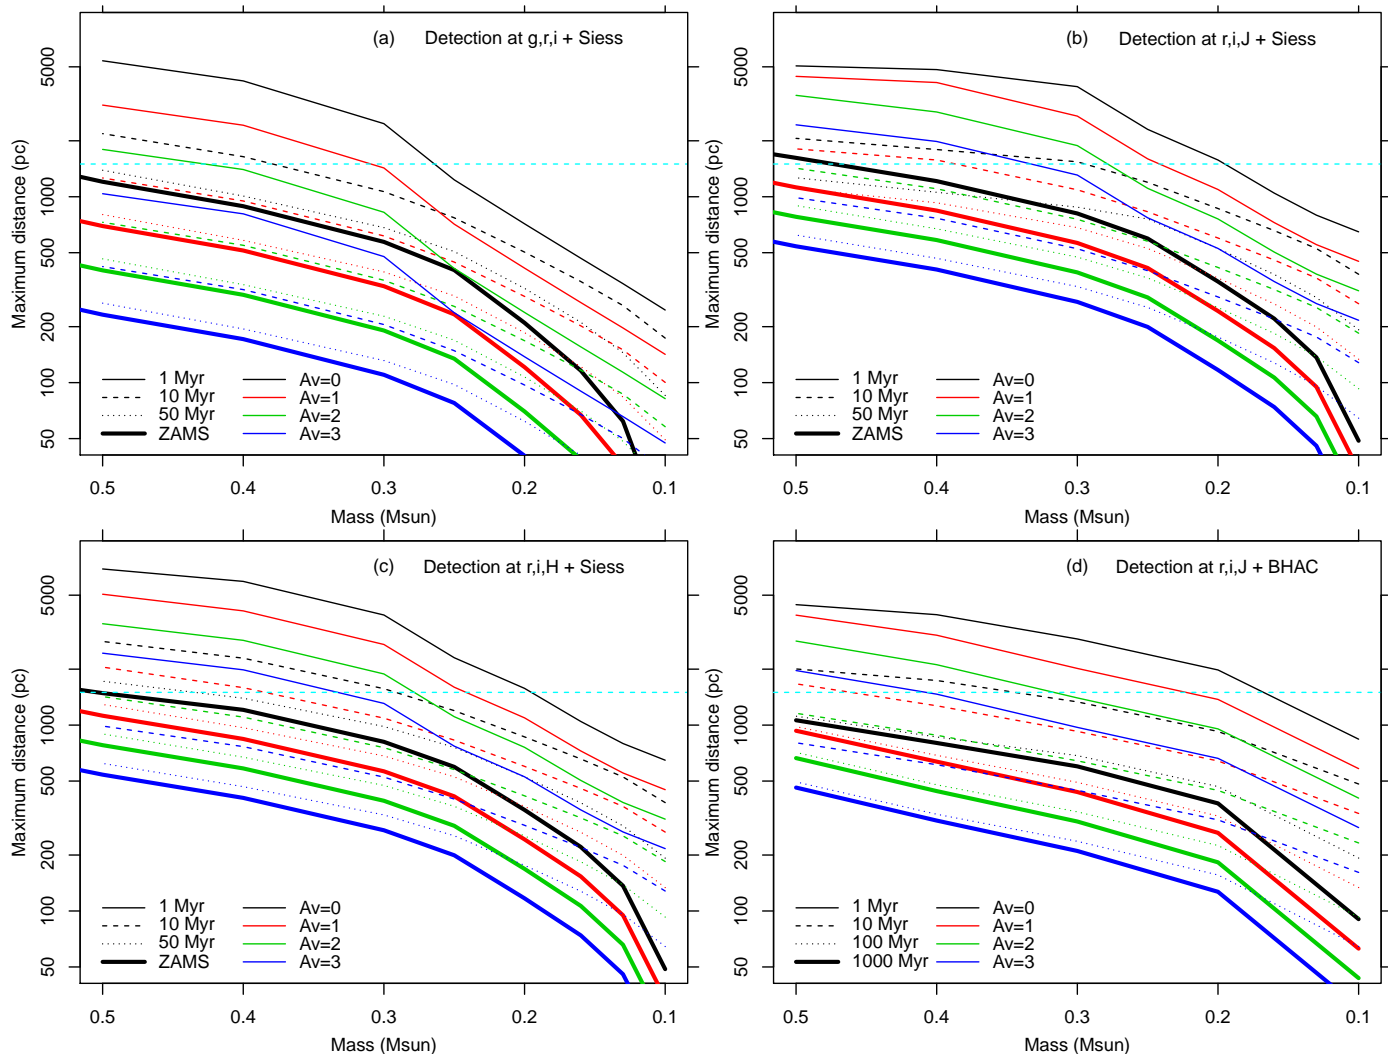 (a) Detection at g,r,i + Siess
Maximum distance (pc)
5000
1000
500
200
100
50
1 Myr Av=0
10 Myr Av=1
50 Myr Av=2
ZAMS Av=3
0.5 0.4 0.3 0.2 0.1
Mass (Msun)
(b) Detection at r,i,J + Siess
Maximum distance (pc)
5000
1000
500
200
100
50
1 Myr Av=0
10 Myr Av=1
50 Myr Av=2
ZAMS Av=3
0.5 0.4 0.3 0.2 0.1
Mass (Msun)
(c) Detection at r,i,H + Siess
Maximum distance (pc)
5000
1000
500
200
100
50
1 Myr Av=0
10 Myr Av=1
50 Myr Av=2
ZAMS Av=3
0.5 0.4 0.3 0.2 0.1
Mass (Msun)
(d) Detection at r,i,J + BHAC
Maximum distance (pc)
5000
1000
500
200
100
50
1 Myr Av=0
10 Myr Av=1
100 Myr Av=2
1000 Myr Av=3
0.5 0.4 0.3 0.2 0.1
Mass (Msun)